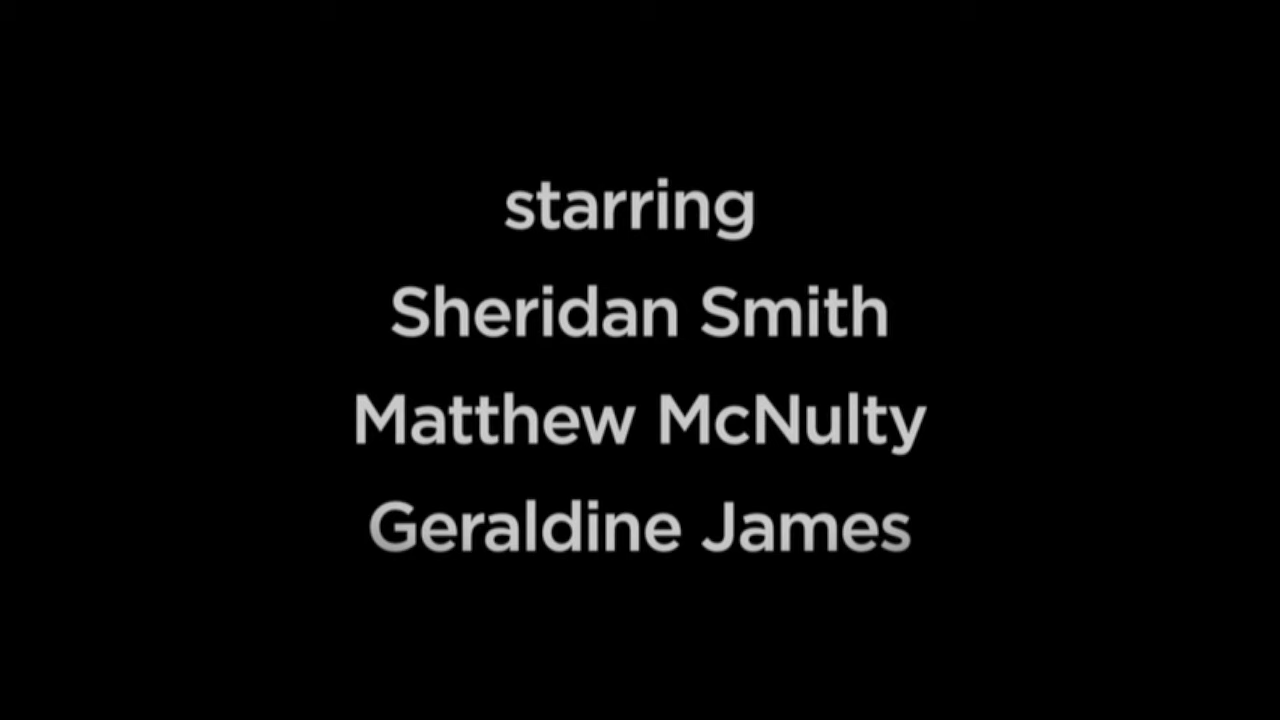 starring
Sheridan Smith
Matthew McNulty
Geraldine James